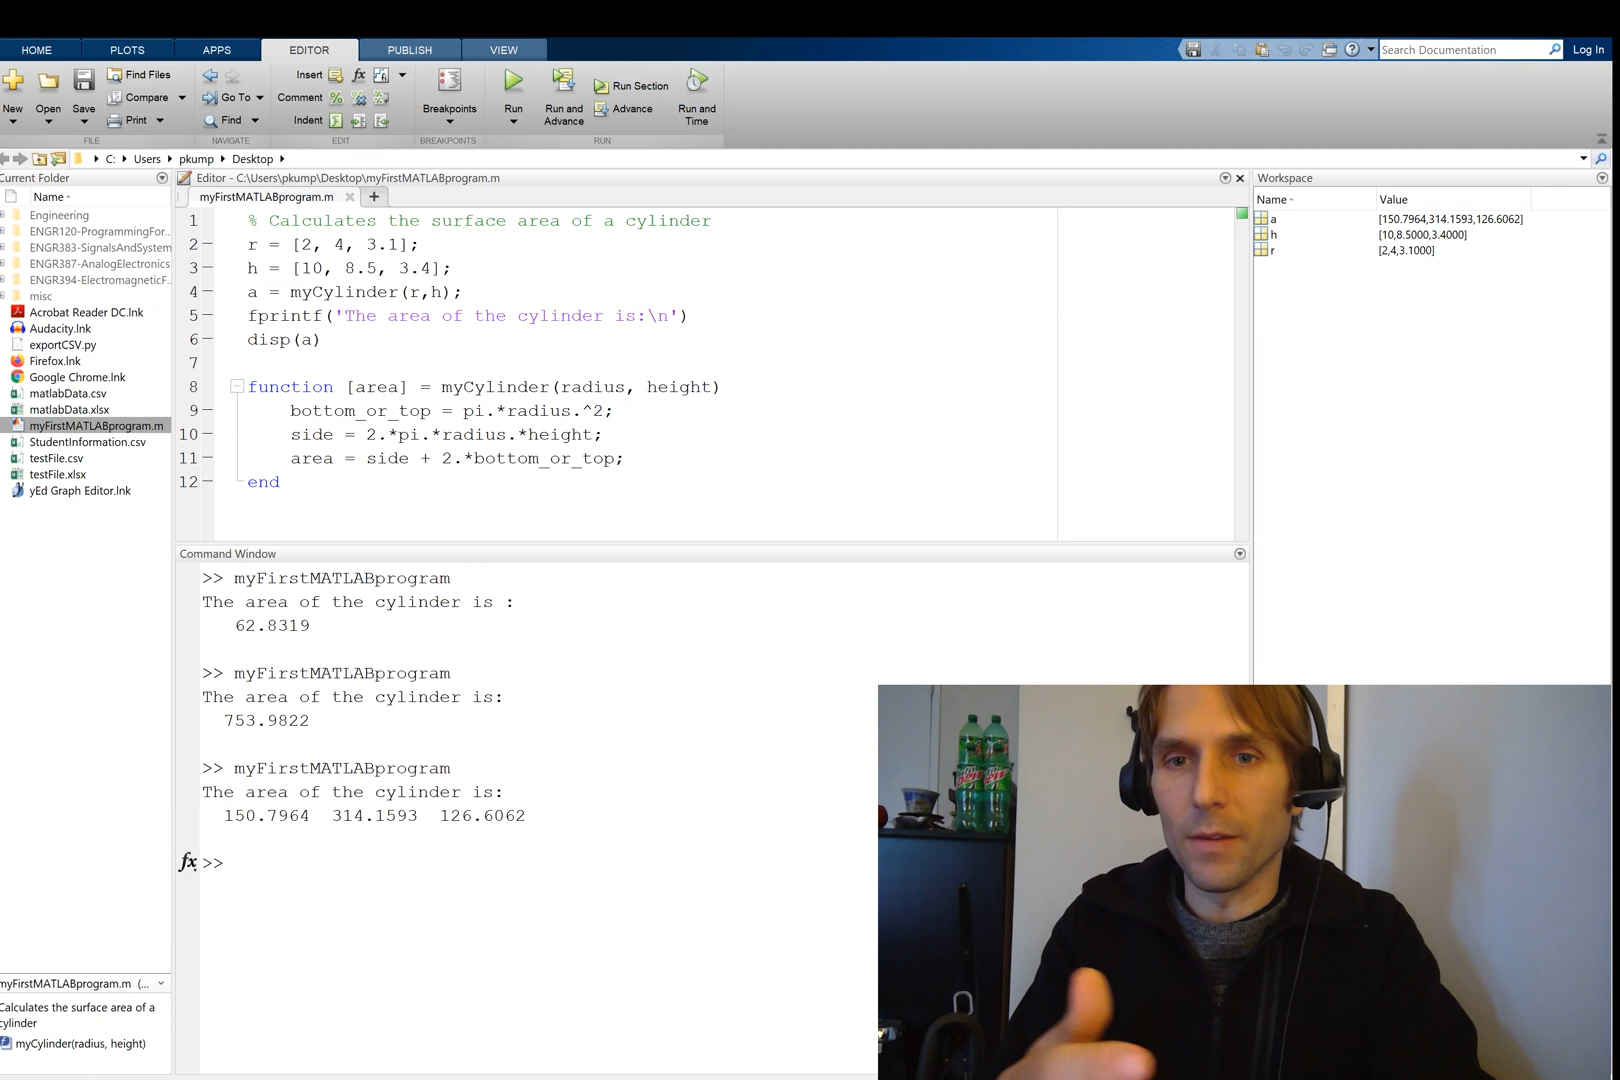 HOME PLOTS APPS EDITOR PUBLISH VIEW Search Documentation Log In
New Open Save Find Files Compare Print
Go To Find
Insert fx
Comment
Indent
Breakpoints Run Run and Advance Run Section Advance Run and Time
FILE NAVIGATE EDIT BREAKPOINTS RUN
C: Users pkump Desktop
Current Folder
Name
Engineering
ENGR120-ProgrammingFor...
ENGR383-SignalsAndSystem
ENGR387-AnalogElectronics
ENGR394-ElectromagneticF...
misc
Acrobat Reader DC.lnk
Audacity.lnk
exportCSV.py
Firefox.lnk
Google Chrome.lnk
matlabData.csv
matlabData.xlsx
myFirstMATLABprogram.m
StudentInformation.csv
testFile.csv
testFile.xlsx
yEd Graph Editor.lnk
myFirstMATLABprogram.m (...
Calculates the surface area of a
cylinder
myCylinder(radius, height)
Editor - C:\Users\pkump\Desktop\myFirstMATLABprogram.m
myFirstMATLABprogram.m
1 % Calculates the surface area of a cylinder
2 r = [2, 4, 3.1];
3 h = [10, 8.5, 3.4];
4 a = myCylinder(r,h);
5 fprintf('The area of the cylinder is:\n')
6 disp(a)
7
8 function [area] = myCylinder(radius, height)
9 bottom_or_top = pi.*radius.^2;
10 side = 2.*pi.*radius.*height;
11 area = side + 2.*bottom_or_top;
12 end
Command Window
>> myFirstMATLABprogram
The area of the cylinder is :
62.8319
>> myFirstMATLABprogram
The area of the cylinder is:
753.9822
>> myFirstMATLABprogram
The area of the cylinder is:
150.7964 314.1593 126.6062
fx >>
Workspace
Name Value
a [150.7964,314.1593,126.6062]
h [10,8.5000,3.4000]
r [2,4,3.1000]